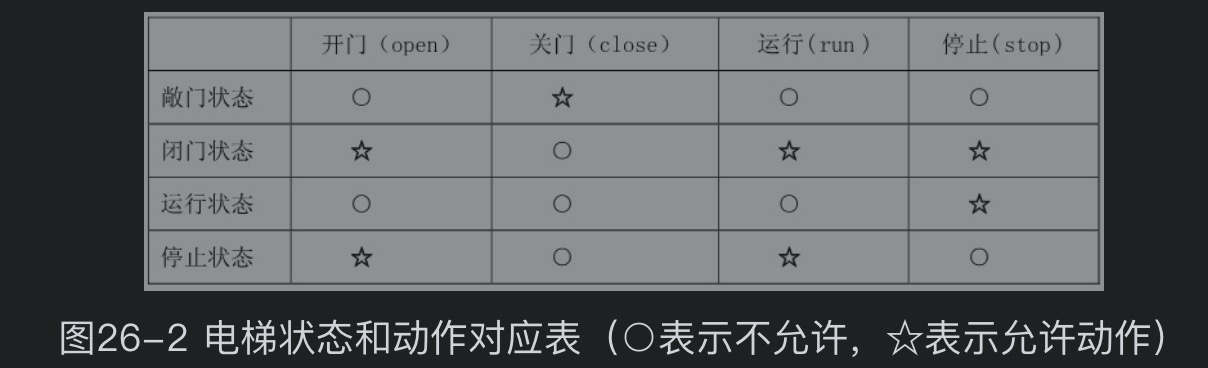 开门（open） 关门（close） 运行(run ) 停止(stop)
敞门状态 ○ ☆ ○ ○
闭门状态 ☆ ○ ☆ ☆
运行状态 ○ ○ ○ ☆
停止状态 ☆ ○ ☆ ○
图26-2 电梯状态和动作对应表（○表示不允许，☆表示允许动作）